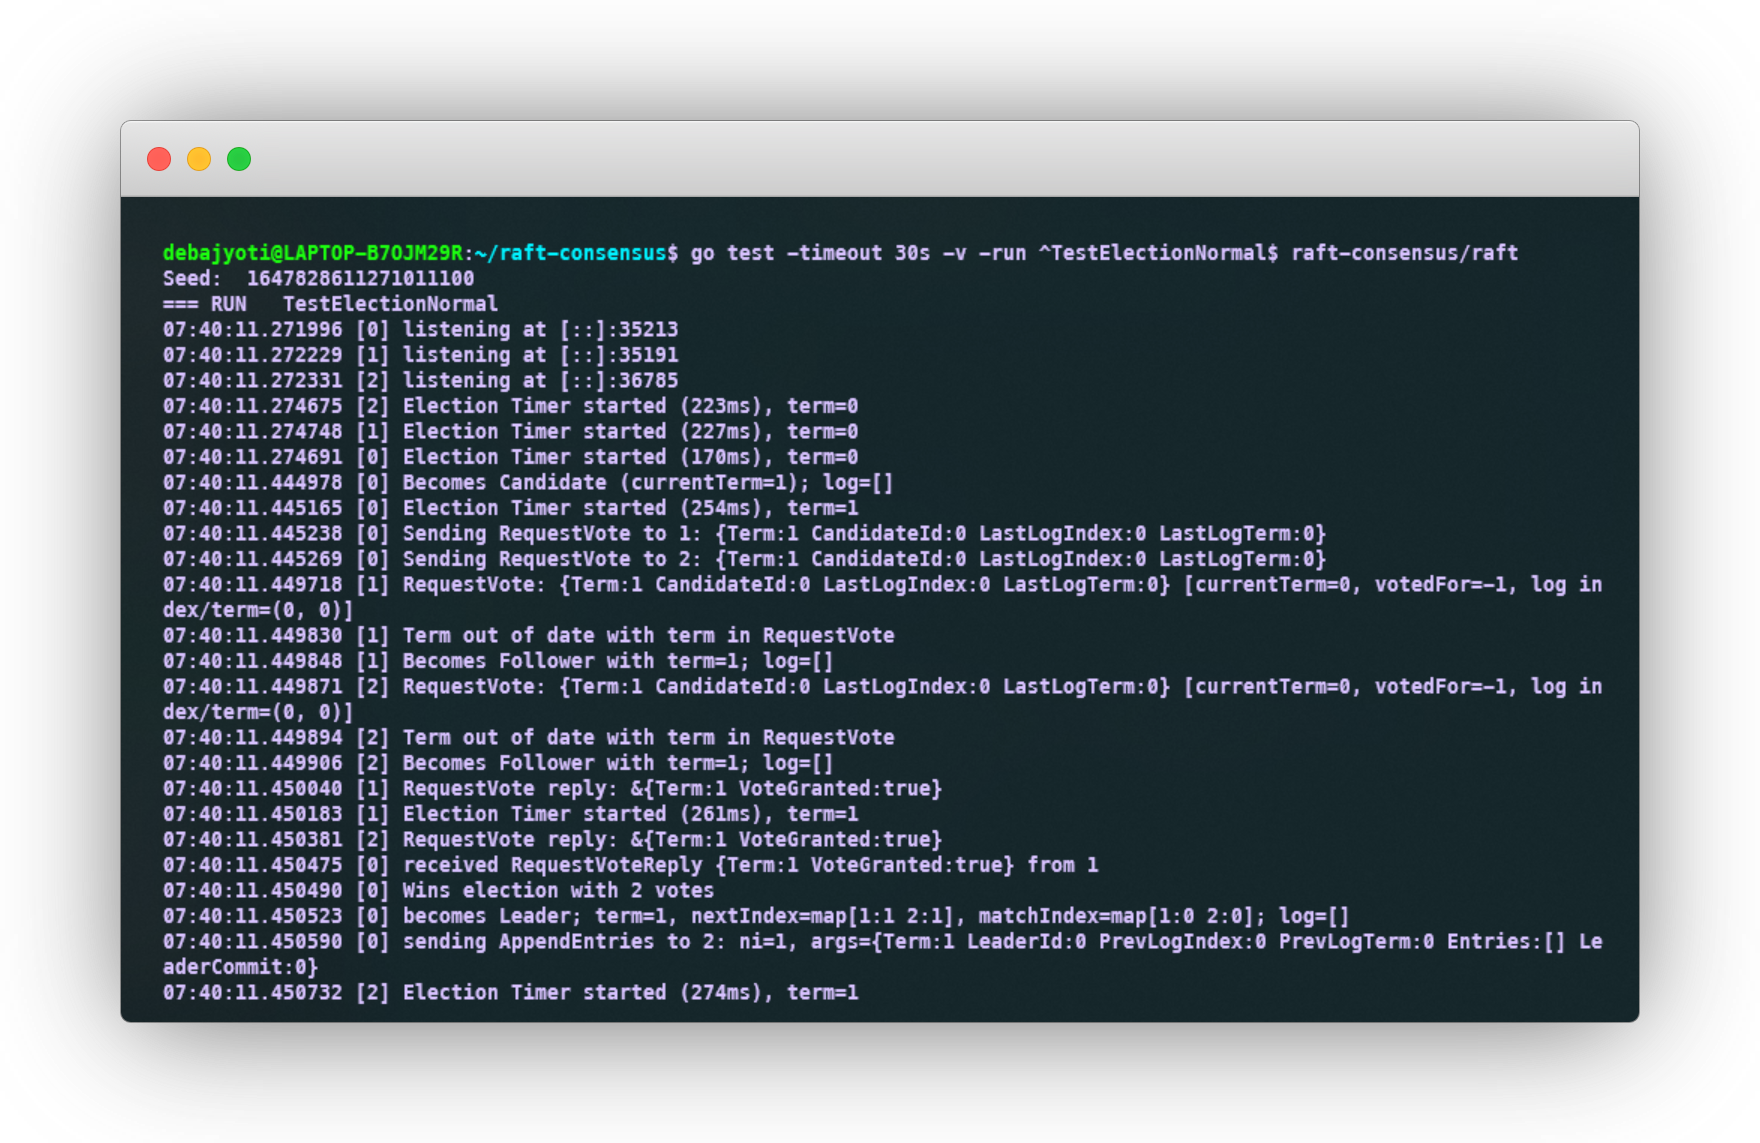 debajyoti@LAPTOP-B7OJM29R:~/raft-consensus$ go test -timeout 30s -v -run ^TestElectionNormal$ raft-consensus/raft
Seed:  1647828611271011100
=== RUN   TestElectionNormal
07:40:11.271996 [0] listening at [::]:35213
07:40:11.272229 [1] listening at [::]:35191
07:40:11.272331 [2] listening at [::]:36785
07:40:11.274675 [2] Election Timer started (223ms), term=0
07:40:11.274748 [1] Election Timer started (227ms), term=0
07:40:11.274691 [0] Election Timer started (170ms), term=0
07:40:11.444978 [0] Becomes Candidate (currentTerm=1); log=[]
07:40:11.445165 [0] Election Timer started (254ms), term=1
07:40:11.445238 [0] Sending RequestVote to 1: {Term:1 CandidateId:0 LastLogIndex:0 LastLogTerm:0}
07:40:11.445269 [0] Sending RequestVote to 2: {Term:1 CandidateId:0 LastLogIndex:0 LastLogTerm:0}
07:40:11.449718 [1] RequestVote: {Term:1 CandidateId:0 LastLogIndex:0 LastLogTerm:0} [currentTerm=0, votedFor=-1, log in
dex/term=(0, 0)]
07:40:11.449830 [1] Term out of date with term in RequestVote
07:40:11.449848 [1] Becomes Follower with term=1; log=[]
07:40:11.449871 [2] RequestVote: {Term:1 CandidateId:0 LastLogIndex:0 LastLogTerm:0} [currentTerm=0, votedFor=-1, log in
dex/term=(0, 0)]
07:40:11.449894 [2] Term out of date with term in RequestVote
07:40:11.449906 [2] Becomes Follower with term=1; log=[]
07:40:11.450040 [1] RequestVote reply: &{Term:1 VoteGranted:true}
07:40:11.450183 [1] Election Timer started (261ms), term=1
07:40:11.450381 [2] RequestVote reply: &{Term:1 VoteGranted:true}
07:40:11.450475 [0] received RequestVoteReply {Term:1 VoteGranted:true} from 1
07:40:11.450490 [0] Wins election with 2 votes
07:40:11.450523 [0] becomes Leader; term=1, nextIndex=map[1:1 2:1], matchIndex=map[1:0 2:0]; log=[]
07:40:11.450590 [0] sending AppendEntries to 2: ni=1, args={Term:1 LeaderId:0 PrevLogIndex:0 PrevLogTerm:0 Entries:[] Le
aderCommit:0}
07:40:11.450732 [2] Election Timer started (274ms), term=1